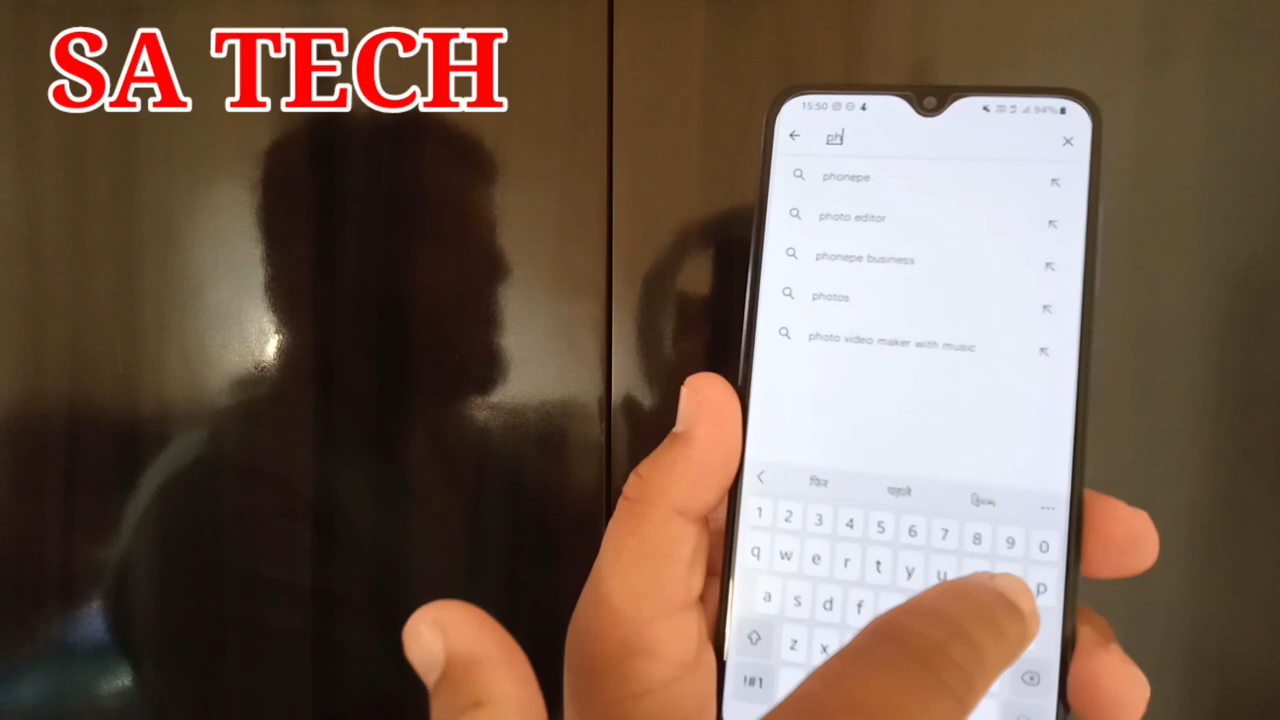 SA TECH
15:50 94%
ph
phonepe
photo editor
phonepe business
photos
photo video maker with music
फिर पहले
1 2 3 4 5 6 7 8 9 0
q w e r t y u p
a s d f
z x
!#1